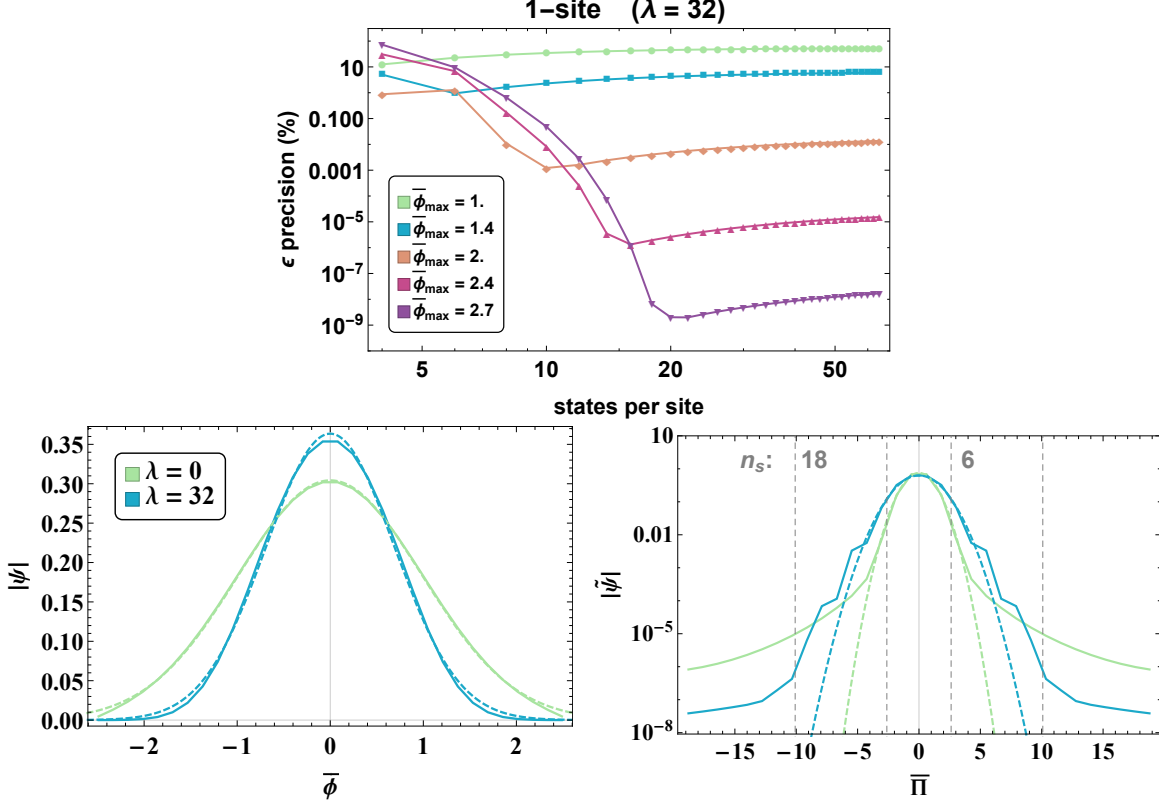 1−site (λ = 32)
ϵ precision (%)
10
0.100
0.001
10⁻⁵
10⁻⁷
10⁻⁹
ϕ̅max = 1.
ϕ̅max = 1.4
ϕ̅max = 2.
ϕ̅max = 2.4
ϕ̅max = 2.7
5 10 20 50
states per site
|ψ|
0.35
0.30
0.25
0.20
0.15
0.10
0.05
0.00
λ = 0
λ = 32
−2 −1 0 1 2
ϕ̅
|ψ̃|
10
0.01
10⁻⁵
10⁻⁸
nₛ: 18 6
−15 −10 −5 0 5 10 15
Π̅